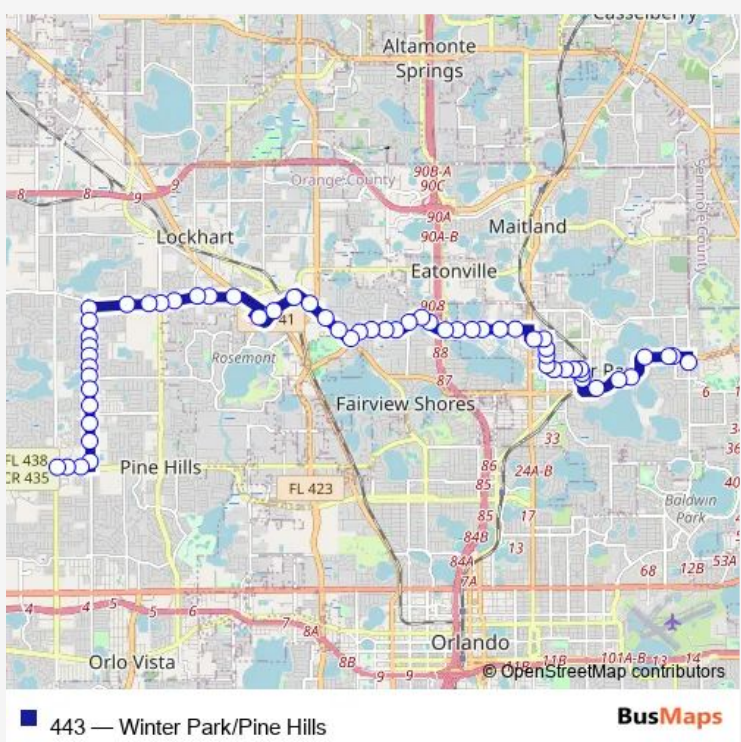 Casselberry
Altamonte
Springs
90B-A
90C
Orange County
Seminole County
9
8
8
9
90A
Maitland
Lockhart
90A-B
Eatonville
90B
41
88
Rosemont
87
6
Fairview Shores
33
FL 438
CR 435
Pine Hills
86
24A-B
FL 423
85
40
Baldwin
Park
85
17
84B
13
84A
53A
68
12B
7A
4
4
5
5
6
7
8A
Orlando
Orlo Vista
8B
9
9
11B
101A-B
13
14
© OpenStreetMap contributors
443 — Winter Park/Pine Hills
BusMaps